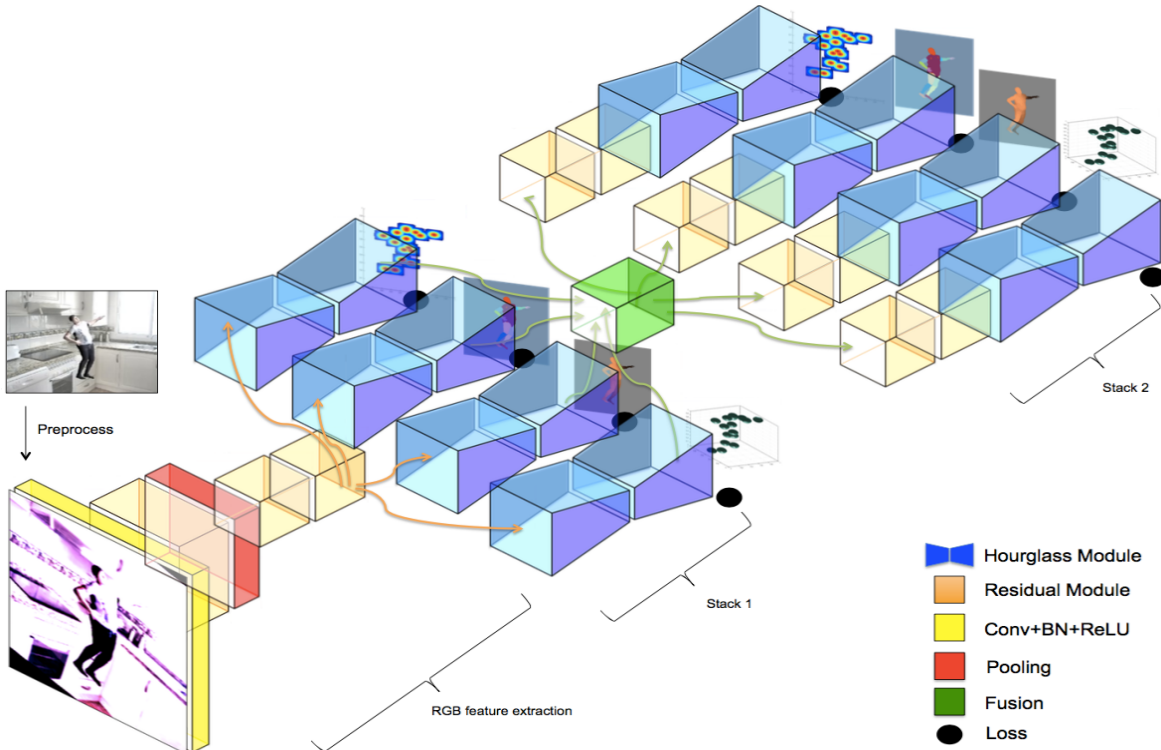 Preprocess
Stack 2
Stack 1
RGB feature extraction
Hourglass Module
Residual Module
Conv+BN+ReLU
Pooling
Fusion
Loss